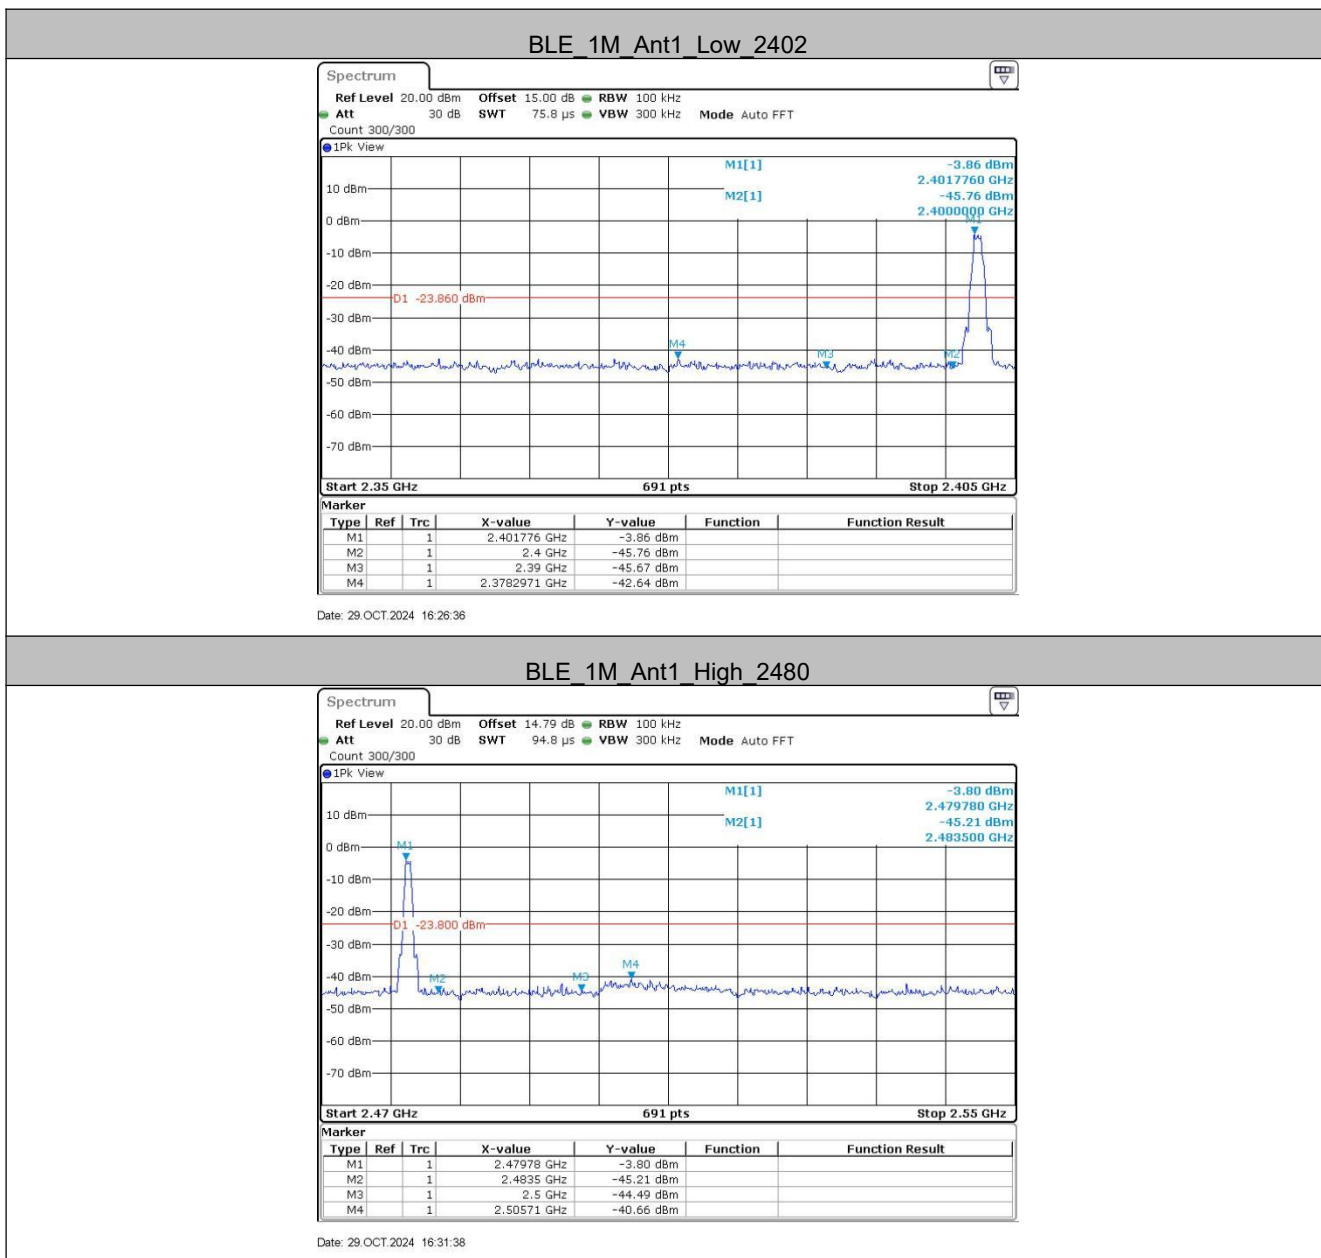 BLE_1M_Ant1_Low_2402
Spectrum
Ref Level 20.00 dBm Offset 15.00 dB RBW 100 kHz
Att 30 dB SWT 75.8 µs VBW 300 kHz Mode Auto FFT
Count 300/300
1Pk View
M1[1] -3.86 dBm
2.4017760 GHz
10 dBm
M2[1] -45.76 dBm
2.4000000 GHz
0 dBm
M1
-10 dBm
-20 dBm
D1 -23.860 dBm
-30 dBm
-40 dBm
M4
M3
M2
-50 dBm
-60 dBm
-70 dBm
Start 2.35 GHz 691 pts Stop 2.405 GHz
Marker
Type Ref Trc X-value Y-value Function Function Result
M1 1 2.401776 GHz -3.86 dBm
M2 1 2.4 GHz -45.76 dBm
M3 1 2.39 GHz -45.67 dBm
M4 1 2.3782971 GHz -42.64 dBm
Date: 29.OCT.2024 16:26:36
BLE_1M_Ant1_High_2480
Spectrum
Ref Level 20.00 dBm Offset 14.79 dB RBW 100 kHz
Att 30 dB SWT 94.8 µs VBW 300 kHz Mode Auto FFT
Count 300/300
1Pk View
M1[1] -3.80 dBm
2.479780 GHz
10 dBm
M2[1] -45.21 dBm
2.483500 GHz
0 dBm
M1
-10 dBm
-20 dBm
D1 -23.800 dBm
-30 dBm
M4
-40 dBm
M2
M3
-50 dBm
-60 dBm
-70 dBm
Start 2.47 GHz 691 pts Stop 2.55 GHz
Marker
Type Ref Trc X-value Y-value Function Function Result
M1 1 2.47978 GHz -3.80 dBm
M2 1 2.4835 GHz -45.21 dBm
M3 1 2.5 GHz -44.49 dBm
M4 1 2.50571 GHz -40.66 dBm
Date: 29.OCT.2024 16:31:38